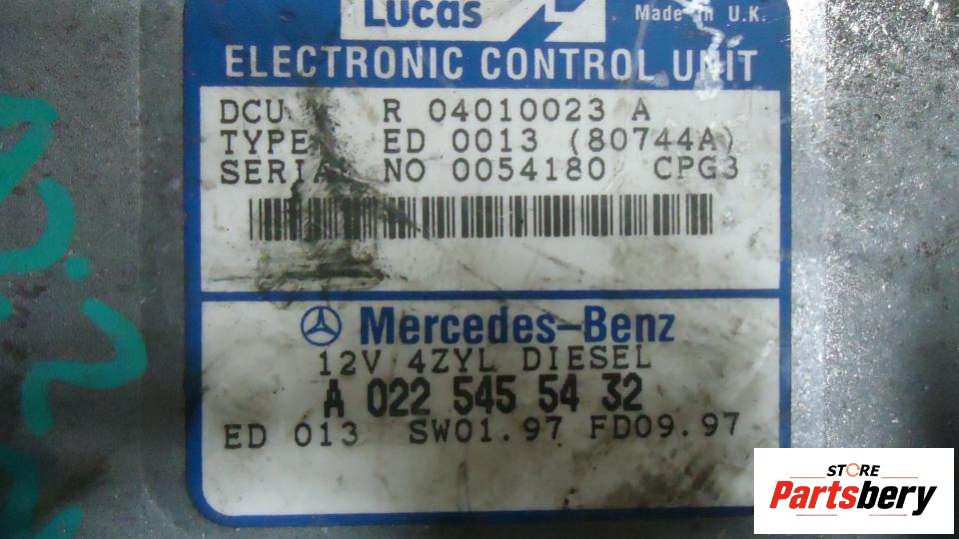 Lucas
Made in U.K.
ELECTRONIC CONTROL UNIT
DCU R 04010023 A
TYPE ED 0013 (80744A)
SERIAL NO 0054180 CPG3
Mercedes-Benz
12V 4ZYL DIESEL
A 022 545 54 32
ED 013 SW01.97 FD09.97
STORE
Partsbery